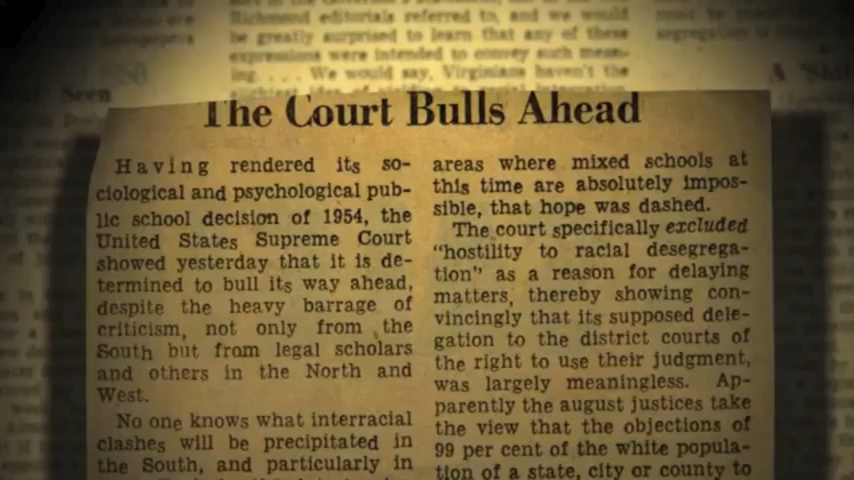 Richmond editorials referred to, and we would
be greatly surprised to learn that any of these
expressions were intended to convey such mean-
ing. . . . We would say, Virginians haven't the
Seen
The Court Bulls Ahead
Having rendered its so-
ciological and psychological pub-
lic school decision of 1954, the
United States Supreme Court
showed yesterday that it is de-
termined to bull its way ahead,
despite the heavy barrage of
criticism, not only from the
South but from legal scholars
and others in the North and
West.
No one knows what interracial
clashes will be precipitated in
the South, and particularly in
areas where mixed schools at
this time are absolutely impos-
sible, that hope was dashed.
The court specifically excluded
"hostility to racial desegrega-
tion" as a reason for delaying
matters, thereby showing con-
vincingly that its supposed dele-
gation to the district courts of
the right to use their judgment,
was largely meaningless. Ap-
parently the august justices take
the view that the objections of
99 per cent of the white popula-
tion of a state, city or county to